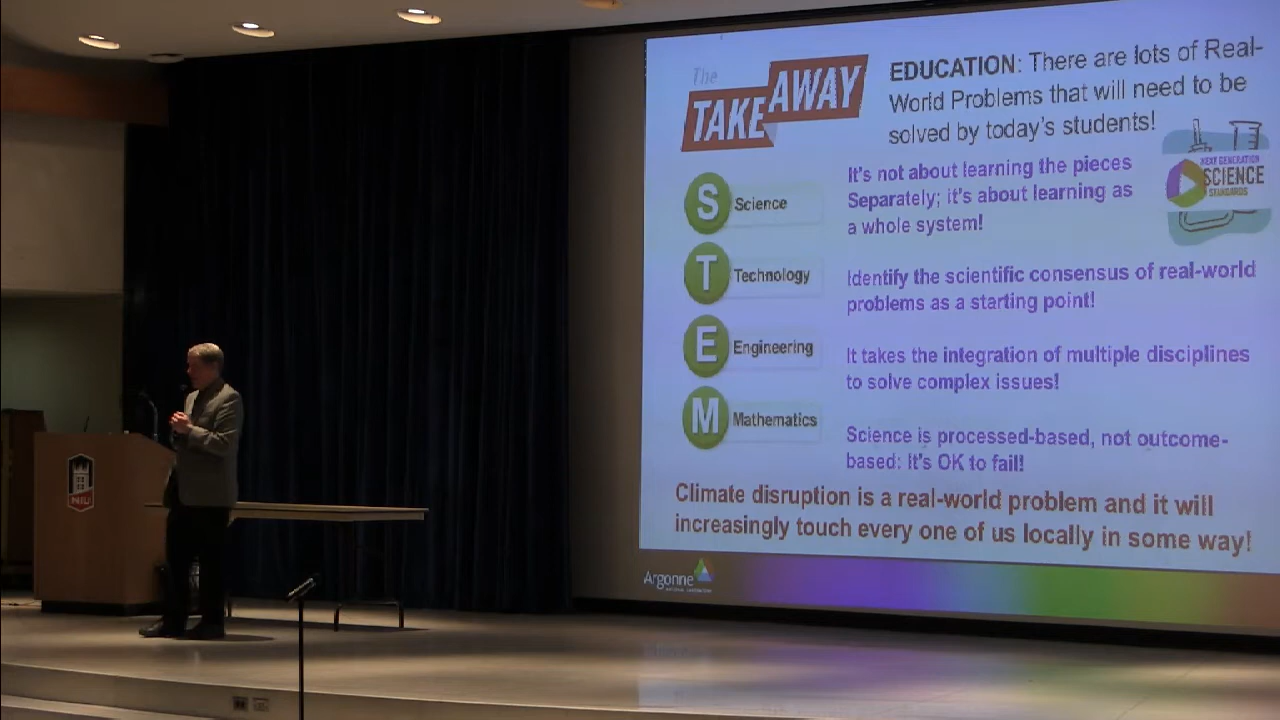 The
TAKE AWAY
EDUCATION: There are lots of Real-
World Problems that will need to be
solved by today's students!
NEXT GENERATION
SCIENCE
STANDARDS
S Science
It's not about learning the pieces
Separately; it's about learning as
a whole system!
T Technology
Identify the scientific consensus of real-world
problems as a starting point!
E Engineering
It takes the integration of multiple disciplines
to solve complex issues!
M Mathematics
Science is processed-based, not outcome-
based: it's OK to fail!
Climate disruption is a real-world problem and it will
increasingly touch every one of us locally in some way!
Argonne
NIU